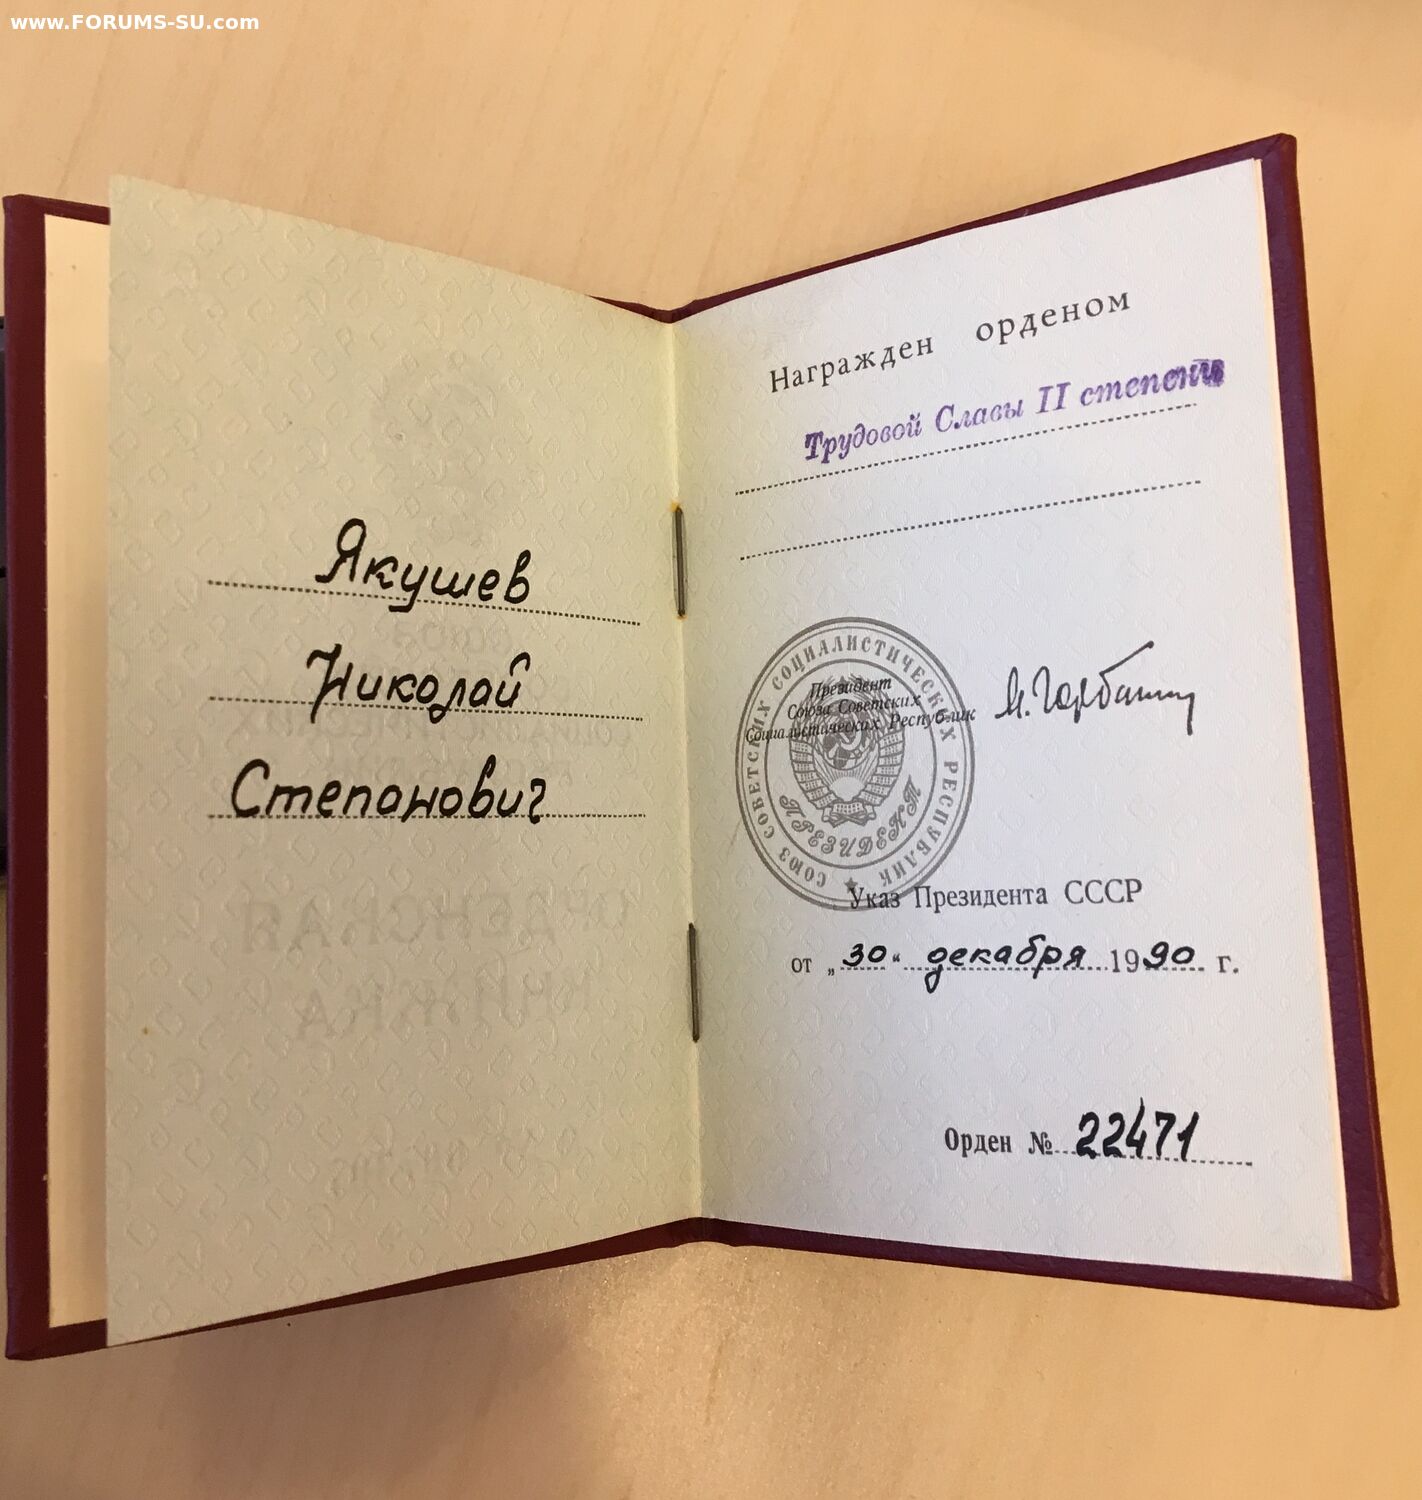 www.FORUMS-SU.com
Якушев
Николай
Степонович
Награжден орденом
Трудовой Славы II степени
СОЮЗ СОВЕТСКИХ СОЦИАЛИСТИЧЕСКИХ РЕСПУБЛИК
Президент
Союза Советских
Социалистических Республик
ПРЕЗИДЕНТ
Указ Президента СССР
от „30“ декабря 1990 г.
Орден № 22471